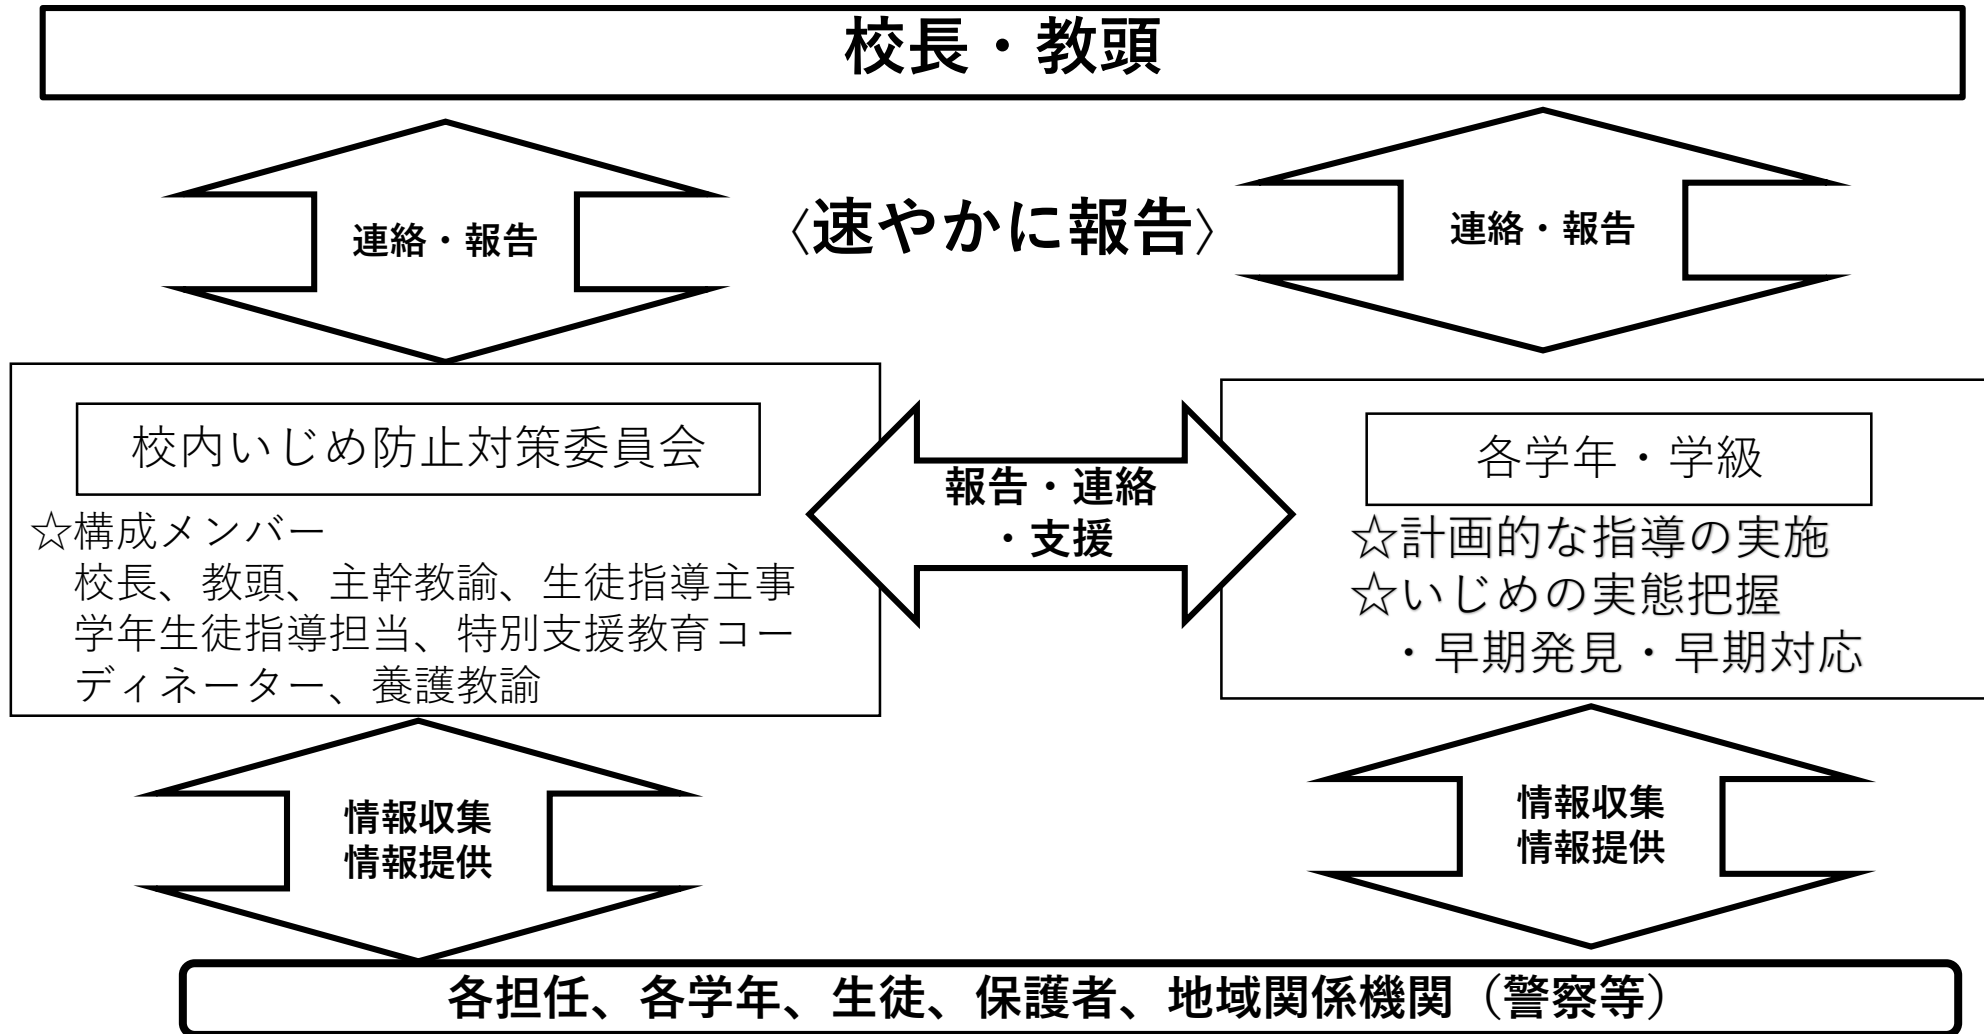 校長・教頭
連絡・報告
〈速やかに報告〉
連絡・報告
校内いじめ防止対策委員会
☆構成メンバー
校長、教頭、主幹教諭、生徒指導主事
学年生徒指導担当、特別支援教育コー
ディネーター、養護教諭
報告・連絡
・支援
各学年・学級
☆計画的な指導の実施
☆いじめの実態把握
・早期発見・早期対応
情報収集
情報提供
情報収集
情報提供
各担任、各学年、生徒、保護者、地域関係機関（警察等）